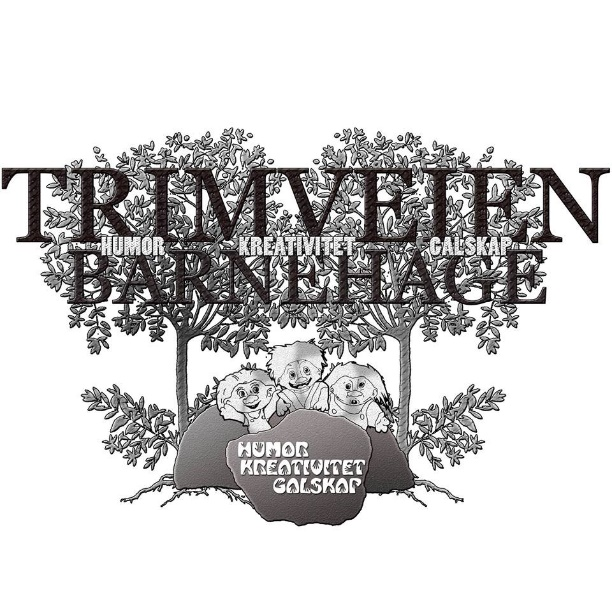 TRIMVEIEN
HUMOR KREATIVITET GALSKAP
BARNEHAGE
HUMOR
KREATIVITET
GALSKAP